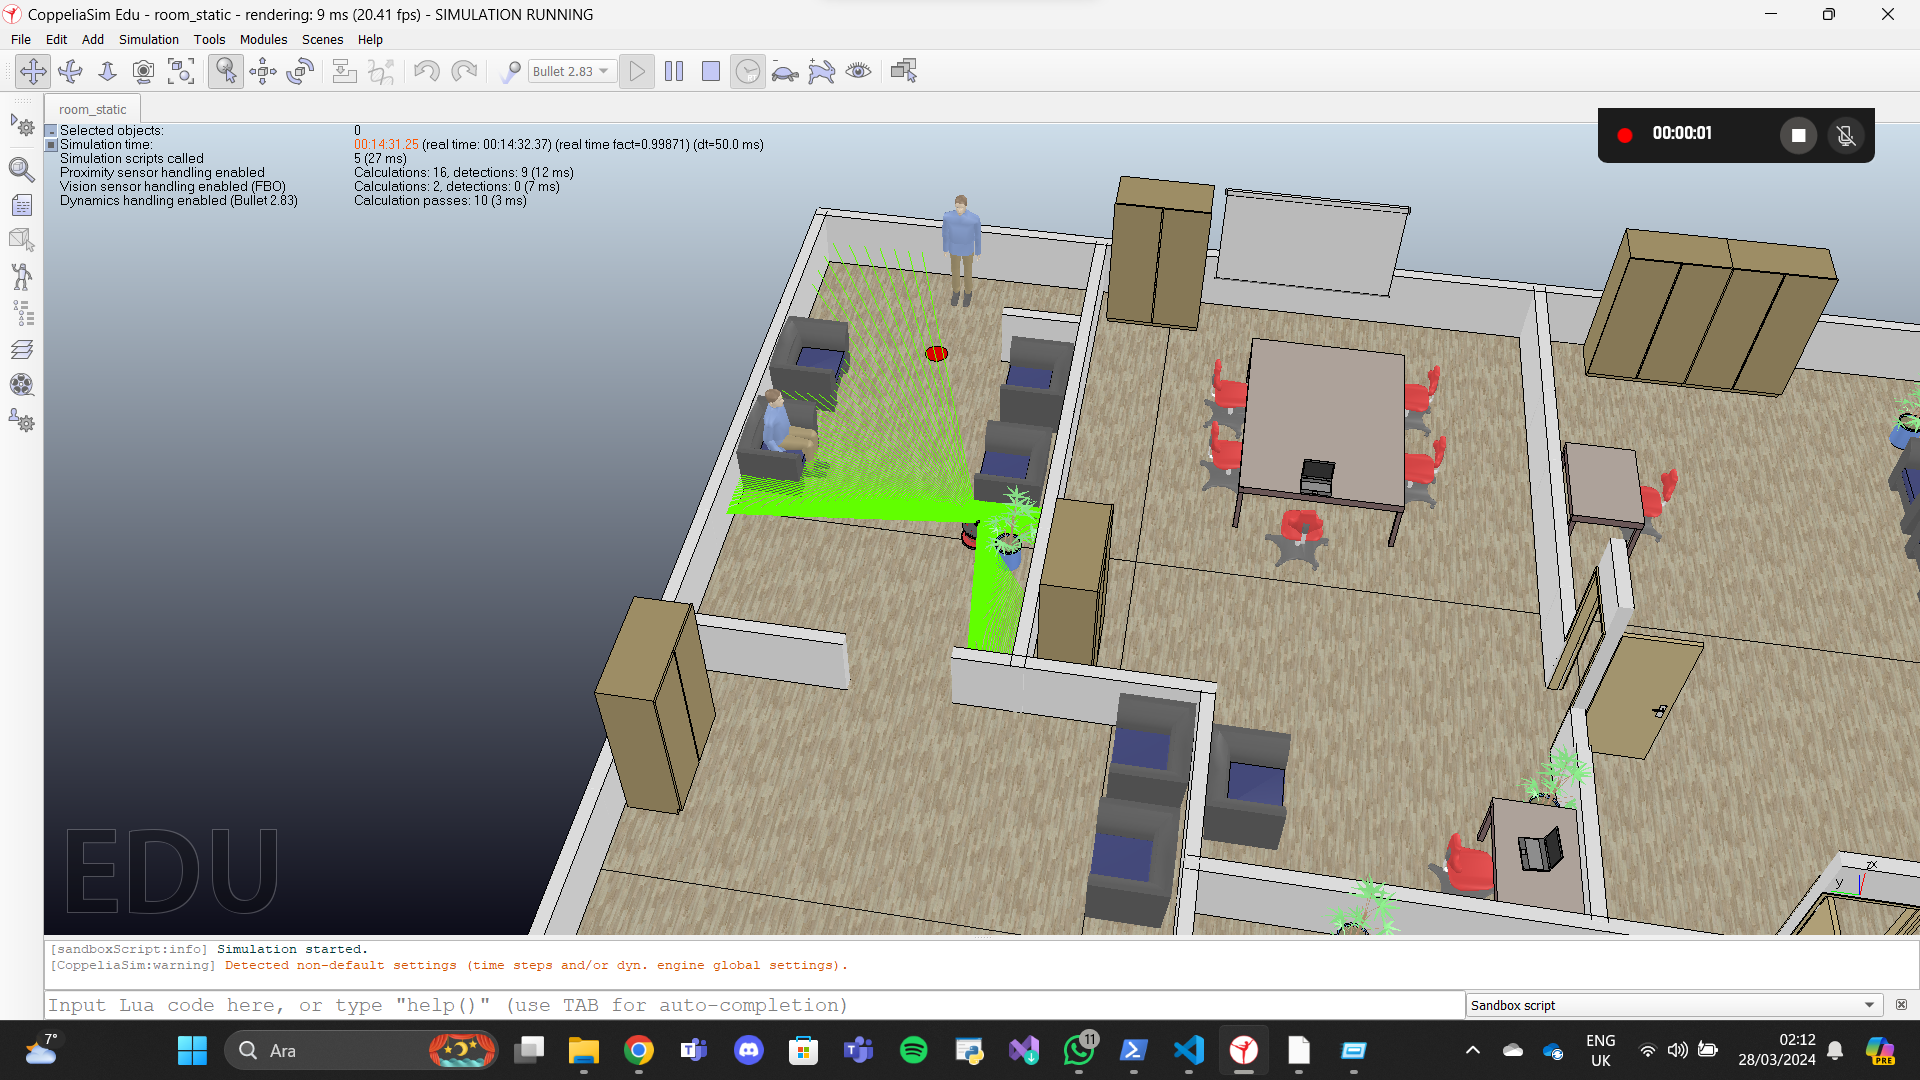 CoppeliaSim Edu - room_static - rendering: 9 ms (20.41 fps) - SIMULATION RUNNING
File Edit Add Simulation Tools Modules Scenes Help
Bullet 2.83
room_static
Selected objects: 0
Simulation time: 00:14:31.25 (real time: 00:14:32.37) (real time fact=0.99871) (dt=50.0 ms)
Simulation scripts called 5 (27 ms)
Proximity sensor handling enabled Calculations: 16, detections: 9 (12 ms)
Vision sensor handling enabled (FBO) Calculations: 2, detections: 0 (7 ms)
Dynamics handling enabled (Bullet 2.83) Calculation passes: 10 (3 ms)
00:00:01
EDU
[sandboxScript:info] Simulation started.
[CoppeliaSim:warning] Detected non-default settings (time steps and/or dyn. engine global settings).
Input Lua code here, or type "help()" (use TAB for auto-completion)
Sandbox script
7°
Ara
11
ENG
UK
02:12
28/03/2024
PRE